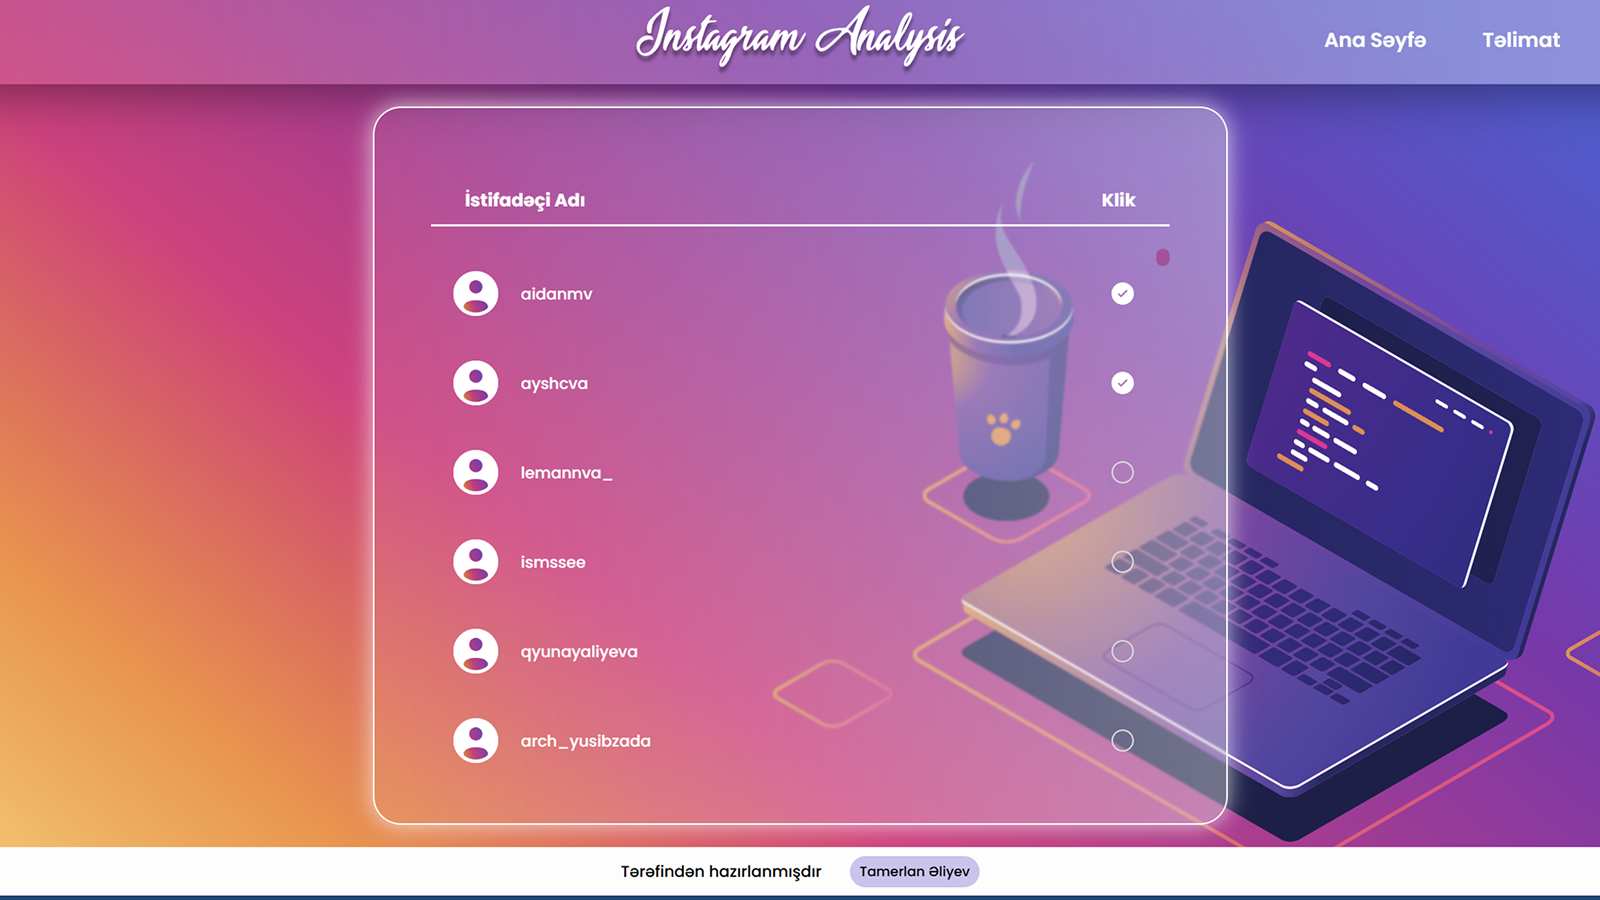 Instagram Analysis
Ana Səyfə
Təlimat
İstifadəçi Adı
Klik
aidanmv
ayshcva
lemannva_
ismssee
qyunayaliyeva
arch_yusibzada
Tərəfindən hazırlanmışdır
Tamerlan Əliyev